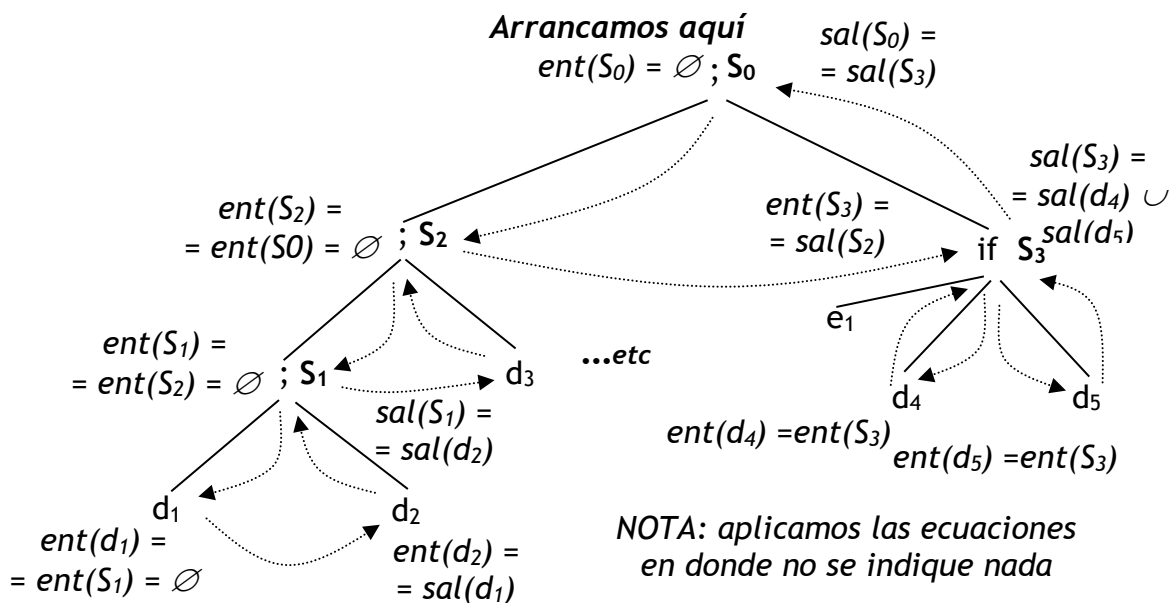 Arrancamos aquí
ent(S₀) = ∅ ; S₀
sal(S₀) =
= sal(S₃)
sal(S₃) =
= sal(d₄) ∪
sal(d₅)
ent(S₂) =
= ent(S0) = ∅ ; S₂
ent(S₃) =
= sal(S₂)
if S₃
e₁
ent(S₁) =
= ent(S₂) = ∅ ; S₁
d₃
...etc
sal(S₁) =
= sal(d₂)
d₄
d₅
ent(d₄) =ent(S₃)
ent(d₅) =ent(S₃)
d₁
d₂
ent(d₁) =
= ent(S₁) = ∅
ent(d₂) =
= sal(d₁)
NOTA: aplicamos las ecuaciones
en donde no se indique nada